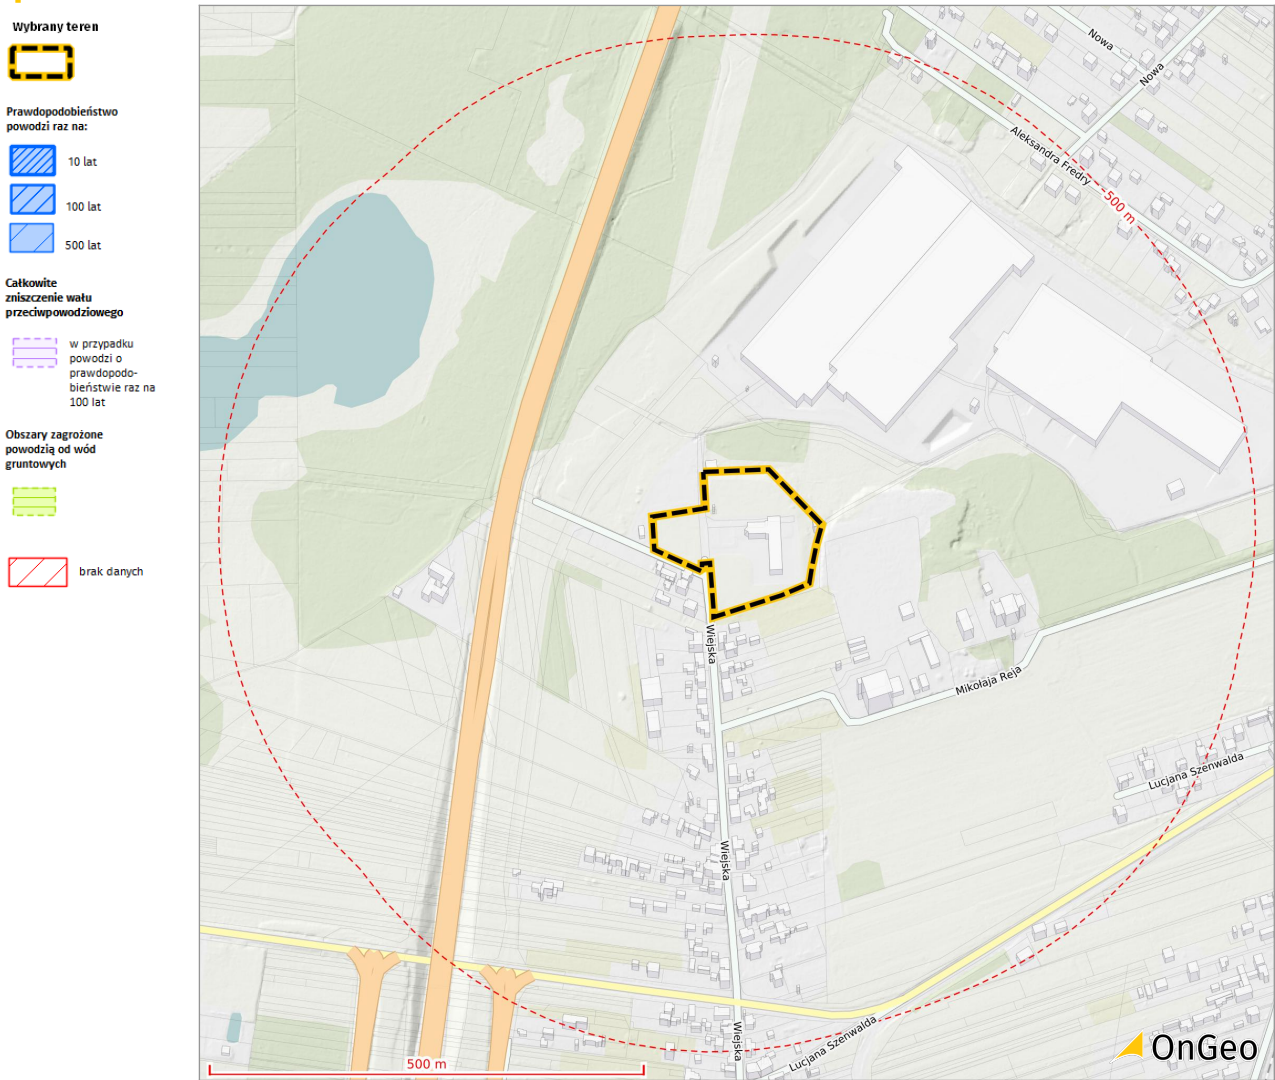 Wybrany teren
Prawdopodobieństwo
powodzi raz na:
10 lat
100 lat
500 lat
Całkowite
zniszczenie wału
przeciwpowodziowego
w przypadku
powodzi o
prawdopodo-
bieństwie raz na
100 lat
Obszary zagrożone
powodzią od wód
gruntowych
brak danych
Nowa
Nowa
Aleksandra Fredry
500 m
Wiejska
Mikołaja Reja
Lucjana Szenwalda
Wiejska
Wiejska
Lucjana Szenwalda
500 m
OnGeo